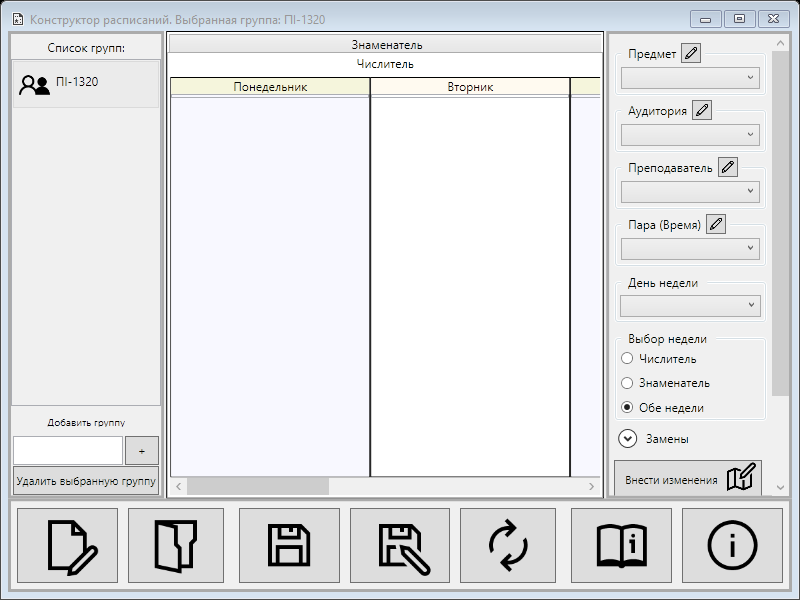 Конструктор расписаний. Выбранная группа: ПІ-1320
Список групп:
ПІ-1320
Добавить группу
+
Удалить выбранную группу
Знаменатель
Числитель
Понедельник
Вторник
Предмет
Аудитория
Преподаватель
Пара (Время)
День недели
Выбор недели
Числитель
Знаменатель
Обе недели
Замены
Внести изменения